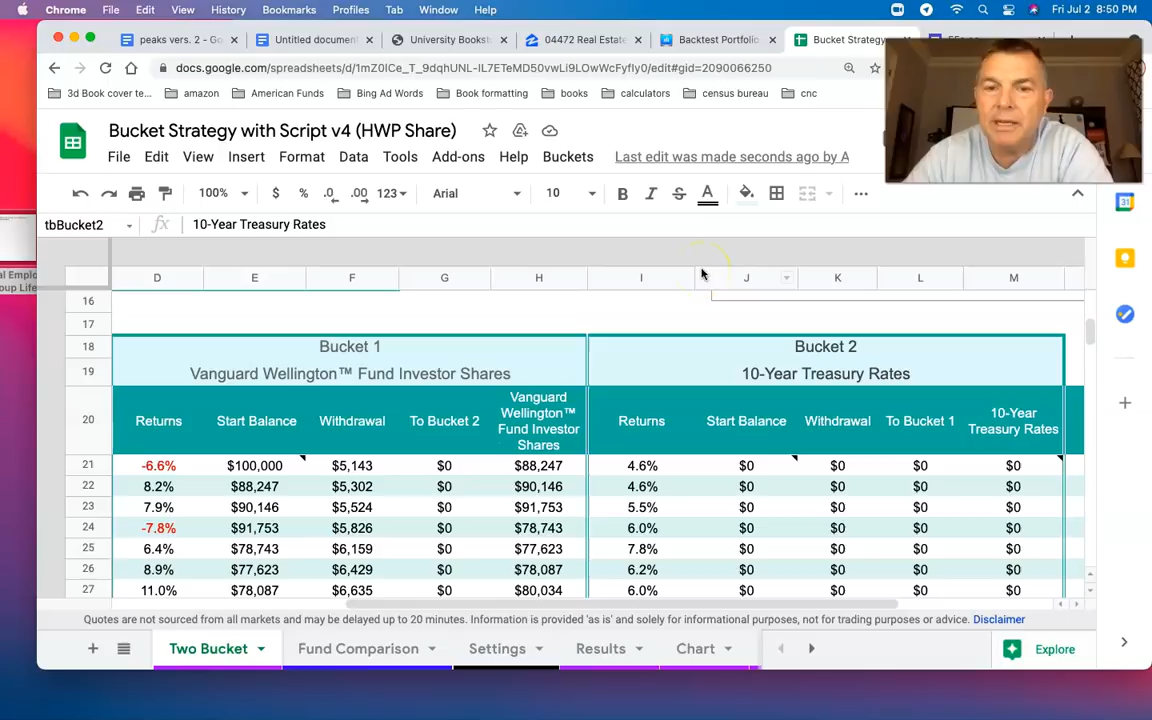 Chrome File Edit View History Bookmarks Profiles Tab Window Help Fri Jul 2 8:50 PM
peaks vers. 2 - Go Untitled document University Bookst 04472 Real Estate Backtest Portfolio Bucket Strategy
docs.google.com/spreadsheets/d/1mZ0ICe_T_9dqhUNL-IL7ETeMD50vwLi9LOwWcFyfIy0/edit#gid=2090066250
3d Book cover te... amazon American Funds Bing Ad Words Book formatting books calculators census bureau cnc
Bucket Strategy with Script v4 (HWP Share)
File Edit View Insert Format Data Tools Add-ons Help Buckets Last edit was made seconds ago by A
100% $ % .0 .00 123 Arial 10 B I S A
tbBucket2 fx 10-Year Treasury Rates
D E F G H I J K L M
16
17
18 Bucket 1 Bucket 2
19 Vanguard Wellington™ Fund Investor Shares 10-Year Treasury Rates
20 Returns Start Balance Withdrawal To Bucket 2 Vanguard Wellington™ Fund Investor Shares Returns Start Balance Withdrawal To Bucket 1 10-Year Treasury Rates
21 -6.6% $100,000 $5,143 $0 $88,247 4.6% $0 $0 $0 $0
22 8.2% $88,247 $5,302 $0 $90,146 4.6% $0 $0 $0 $0
23 7.9% $90,146 $5,524 $0 $91,753 5.5% $0 $0 $0 $0
24 -7.8% $91,753 $5,826 $0 $78,743 6.0% $0 $0 $0 $0
25 6.4% $78,743 $6,159 $0 $77,623 7.8% $0 $0 $0 $0
26 8.9% $77,623 $6,429 $0 $78,087 6.2% $0 $0 $0 $0
27 11.0% $78,087 $6,635 $0 $80,034 6.0% $0 $0 $0 $0
Quotes are not sourced from all markets and may be delayed up to 20 minutes. Information is provided 'as is' and solely for informational purposes, not for trading purposes or advice. Disclaimer
Two Bucket Fund Comparison Settings Results Chart Explore
al Emplo
oup Life
31